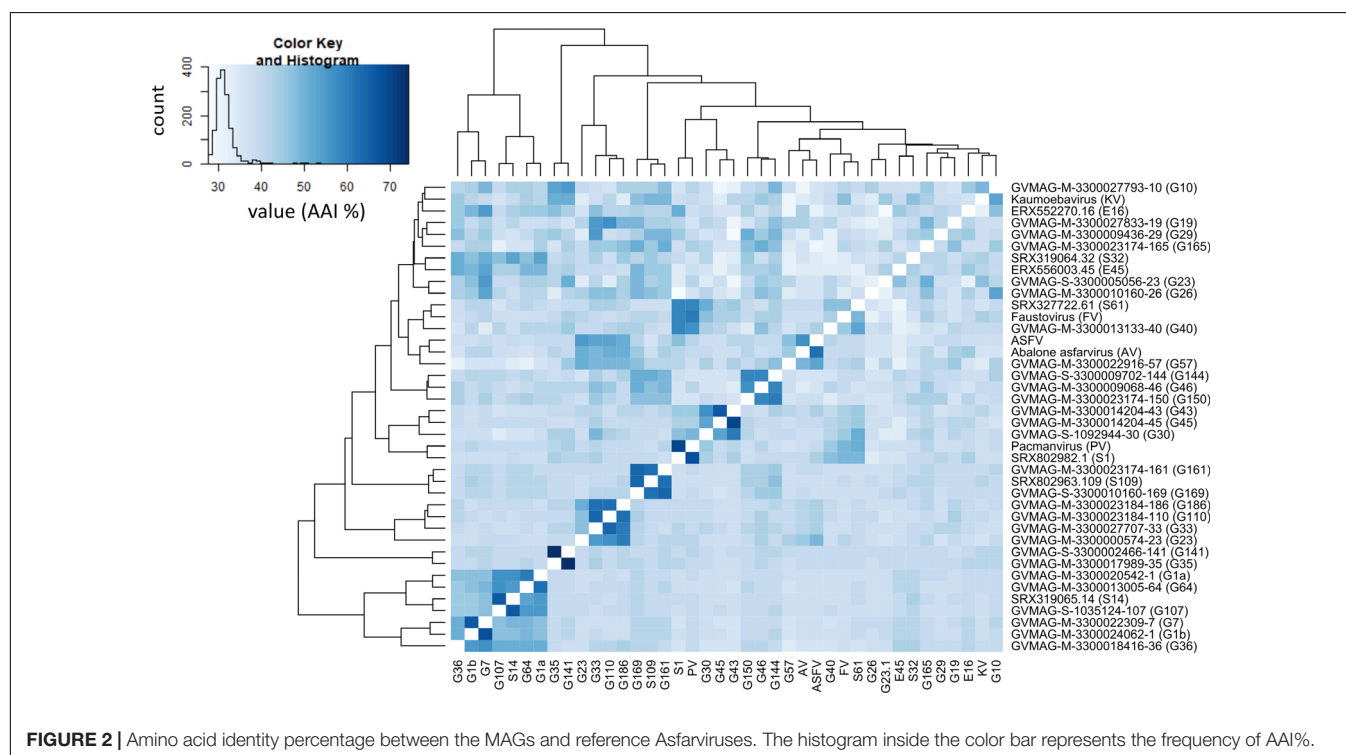 Color Key
and Histogram
count
0
200
400
30 40 50 60 70
value (AAI %)
GVMAG-M-3300027793-10 (G10)
Kaumoebavirus (KV)
ERX552270.16 (E16)
GVMAG-M-3300027833-19 (G19)
GVMAG-M-3300009436-29 (G29)
GVMAG-M-3300023174-165 (G165)
SRX319064.32 (S32)
ERX556003.45 (E45)
GVMAG-S-3300005056-23 (G23)
GVMAG-M-3300010160-26 (G26)
SRX327722.61 (S61)
Faustovirus (FV)
GVMAG-M-3300013133-40 (G40)
ASFV
Abalone asfarvirus (AV)
GVMAG-M-3300022916-57 (G57)
GVMAG-S-3300009702-144 (G144)
GVMAG-M-3300009068-46 (G46)
GVMAG-M-3300023174-150 (G150)
GVMAG-M-3300014204-43 (G43)
GVMAG-M-3300014204-45 (G45)
GVMAG-S-1092944-30 (G30)
Pacmanvirus (PV)
SRX802982.1 (S1)
GVMAG-M-3300023174-161 (G161)
SRX802963.109 (S109)
GVMAG-S-3300010160-169 (G169)
GVMAG-M-3300023184-186 (G186)
GVMAG-M-3300023184-110 (G110)
GVMAG-M-3300027707-33 (G33)
GVMAG-M-3300000574-23 (G23)
GVMAG-S-3300002466-141 (G141)
GVMAG-M-3300017989-35 (G35)
GVMAG-M-3300020542-1 (G1a)
GVMAG-M-3300013005-64 (G64)
SRX319065.14 (S14)
GVMAG-S-1035124-107 (G107)
GVMAG-M-3300022309-7 (G7)
GVMAG-M-3300024062-1 (G1b)
GVMAG-M-3300018416-36 (G36)
G36
G1b
G7
G107
S14
G64
G1a
G35
G141
G23
G33
G110
G186
G169
S109
G161
S1
PV
G30
G45
G43
G150
G46
G144
G57
AV
ASFV
G40
FV
S61
G26
G23.1
E45
S32
G165
G29
G19
E16
KV
G10
FIGURE 2 | Amino acid identity percentage between the MAGs and reference Asfarviruses. The histogram inside the color bar represents the frequency of AAI%.